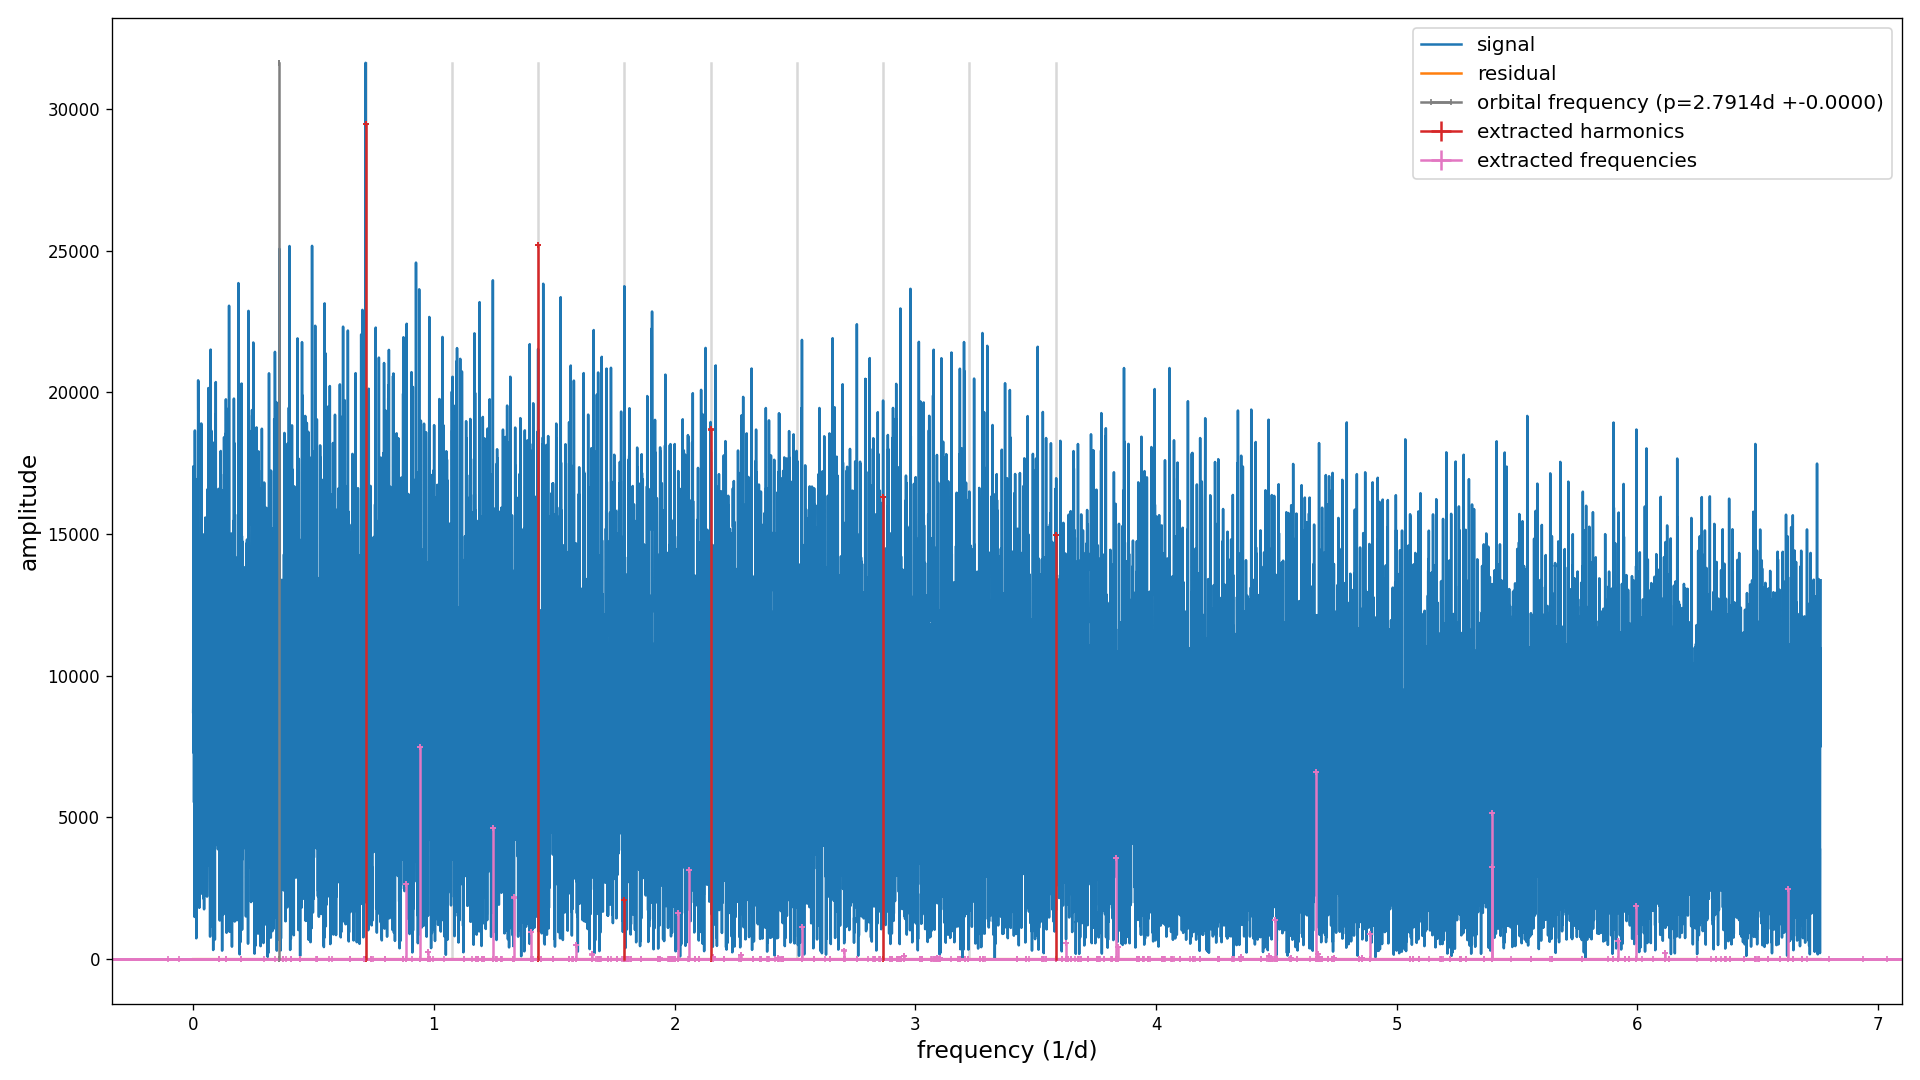 signal
residual
orbital frequency (p=2.7914d +-0.0000)
extracted harmonics
extracted frequencies
30000
25000
20000
15000
10000
5000
0
amplitude
0 1 2 3 4 5 6 7
frequency (1/d)